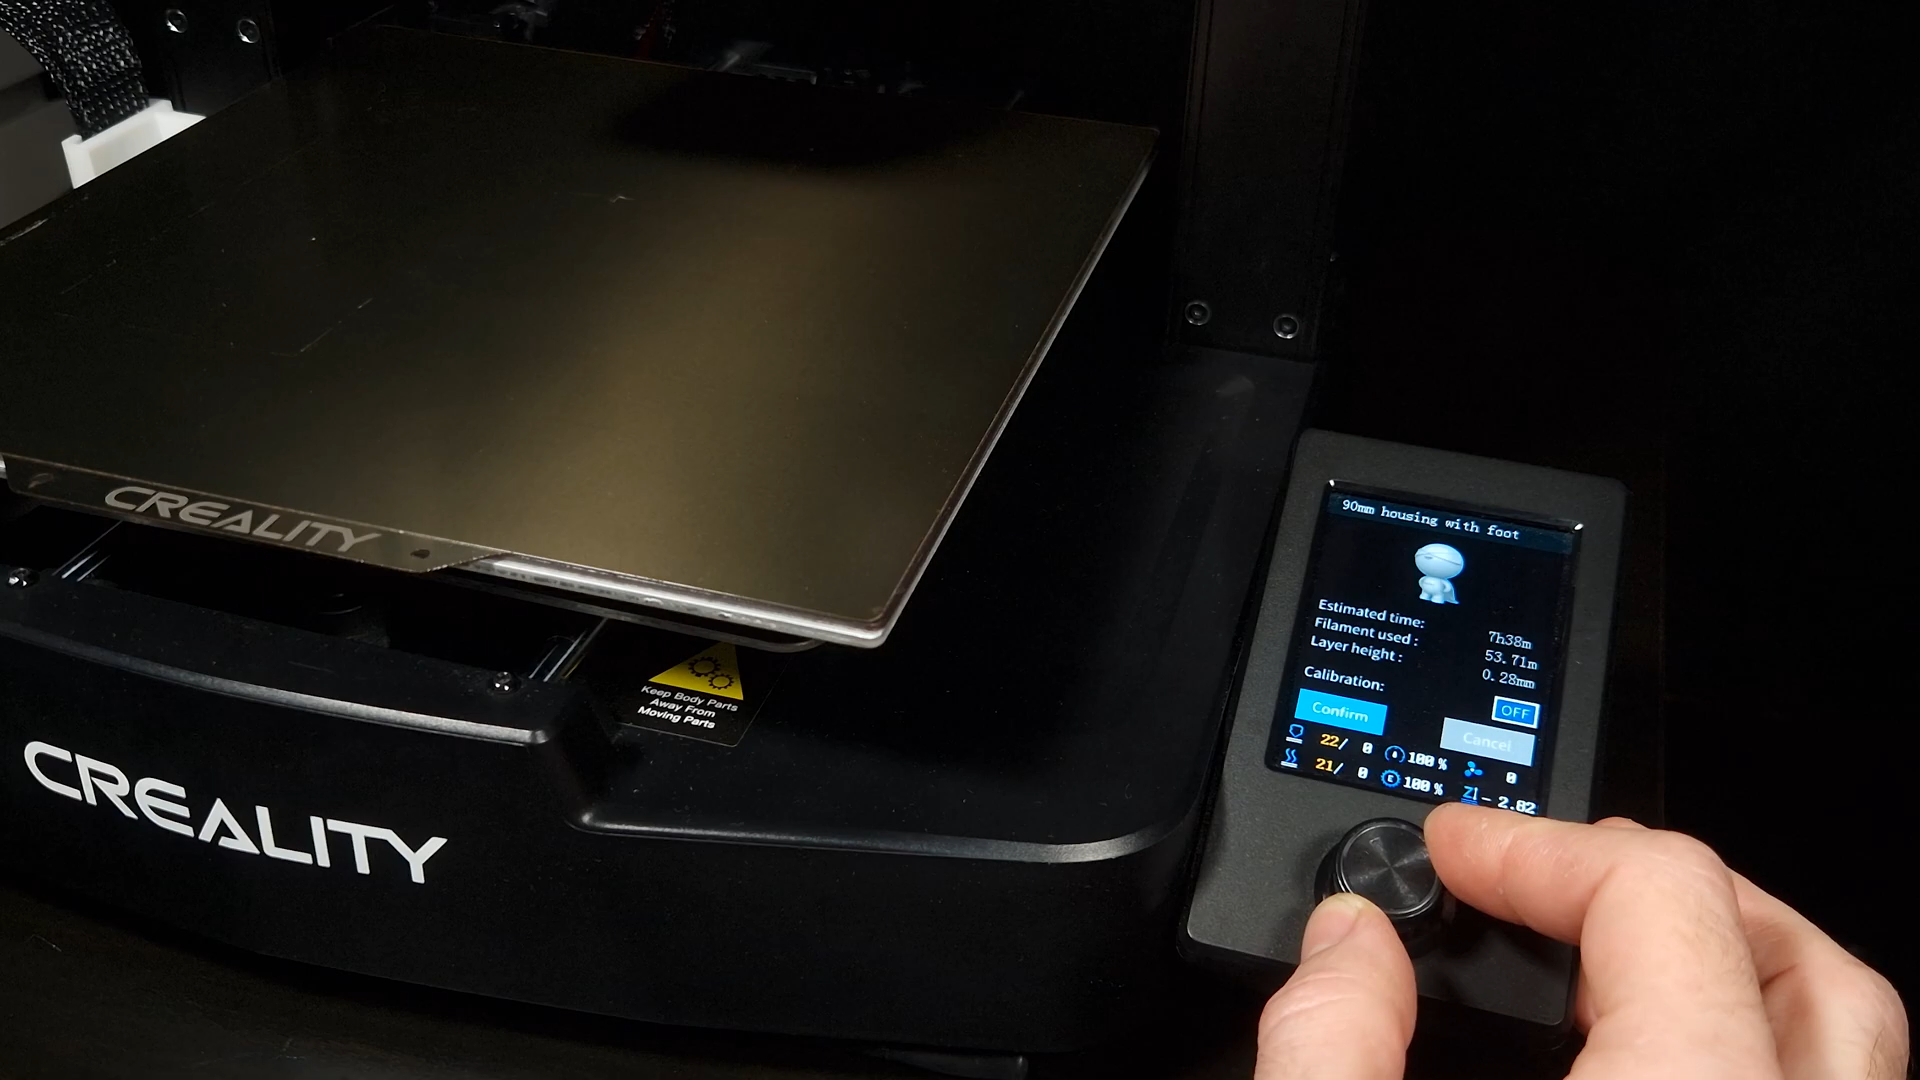 CREALITY
Keep Body Parts
Away From
Moving Parts
CREALITY
90mm housing with foot
Estimated time: 7h38m
Filament used : 53.71m
Layer height : 0.28mm
Calibration: OFF
Confirm Cancel
22/ 0 100% 0
21/ 0 E 100% Z -2.82